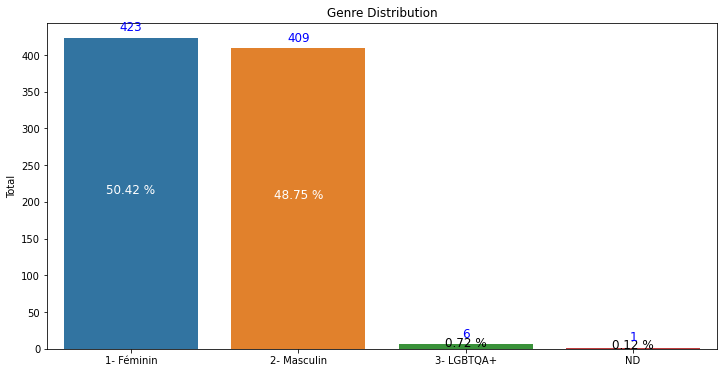 Genre Distribution
423
409
400
350
300
250
200
150
100
50
0
Total
50.42 %
48.75 %
6
0.72 %
1
0.12 %
1- Féminin
2- Masculin
3- LGBTQA+
ND